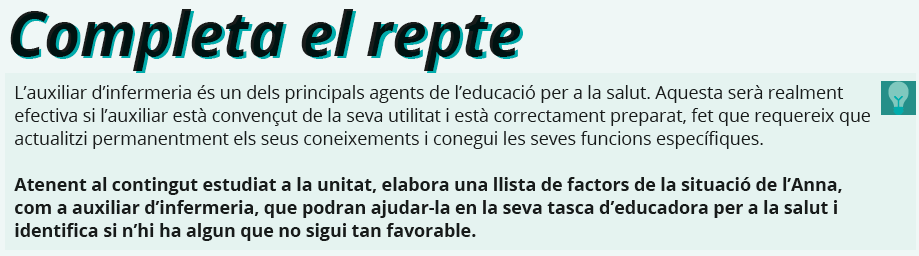 Completa el repte
L’auxiliar d’infermeria és un dels principals agents de l’educació per a la salut. Aquesta serà realment
efectiva si l’auxiliar està convençut de la seva utilitat i està correctament preparat, fet que requereix que
actualitzi permanentment els seus coneixements i conegui les seves funcions específiques.
Atenent al contingut estudiat a la unitat, elabora una llista de factors de la situació de l’Anna,
com a auxiliar d’infermeria, que podran ajudar-la en la seva tasca d’educadora per a la salut i
identifica si n’hi ha algun que no sigui tan favorable.